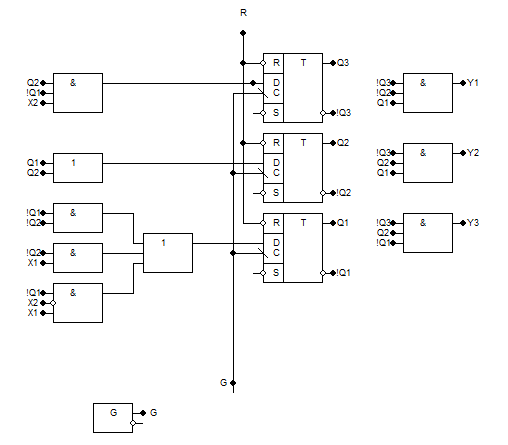 R
Q2 & R T Q3 !Q3 & Y1
!Q1 D !Q2
X2 C Q1
S !Q3
Q1 1 R T Q2 !Q3 & Y2
Q2 D Q2
C Q1
S !Q2
!Q1 & R T Q1 !Q3 & Y3
!Q2 1 D Q2
!Q2 & C !Q1
X1 S !Q1
!Q1 &
X2
X1
G
G G